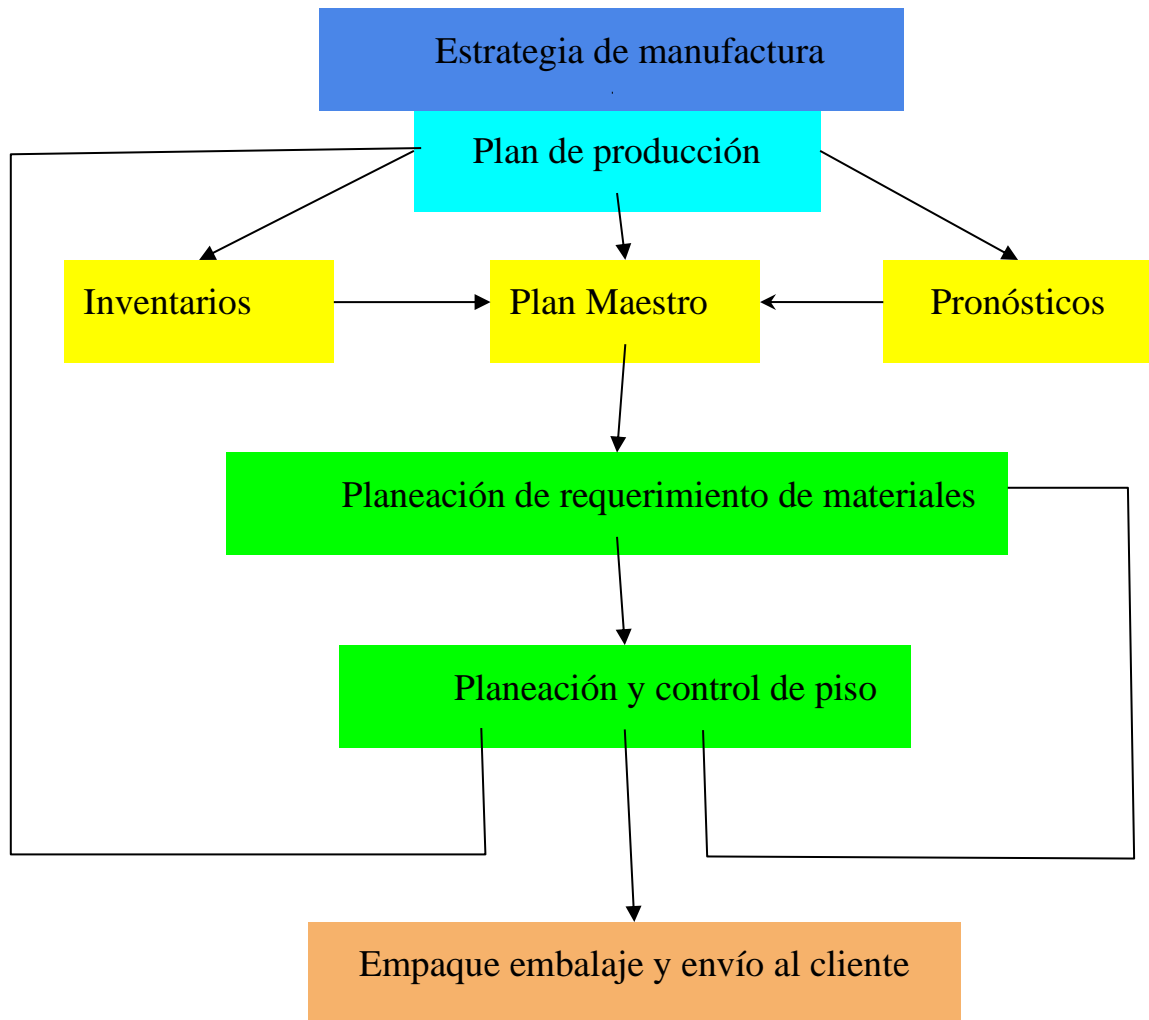 Estrategia de manufactura
.
Plan de producción
Inventarios
Plan Maestro
Pronósticos
Planeación de requerimiento de materiales
Planeación y control de piso
Empaque embalaje y envío al cliente